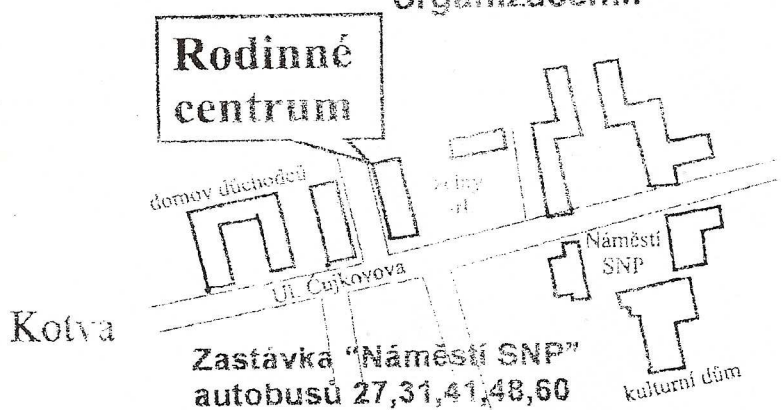 Rodinné
centrum
domov důchodců
Ul. Čujkovova
Náměstí
SNP
Kotva
Zastávka "Náměstí SNP"
autobusů 27,31,41,48,60
kulturní dům